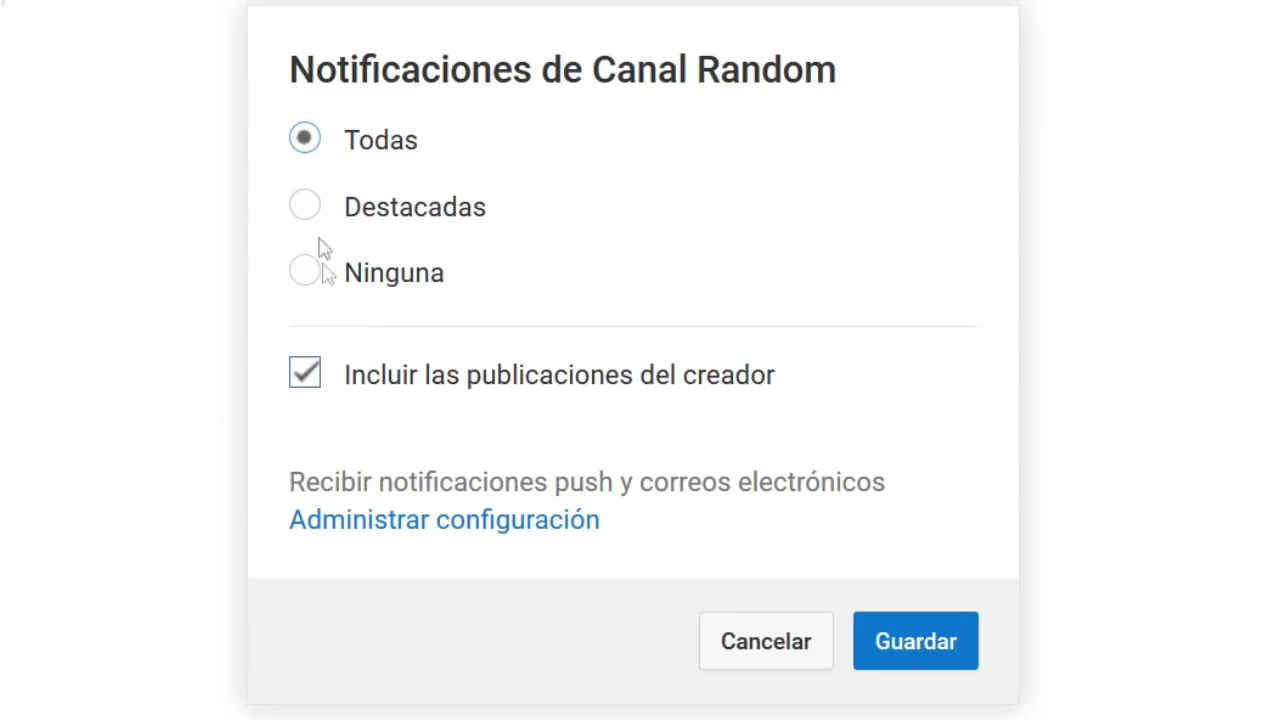 Notificaciones de Canal Random
Todas
Destacadas
Ninguna
Incluir las publicaciones del creador
Recibir notificaciones push y correos electrónicos
Administrar configuración
Cancelar
Guardar